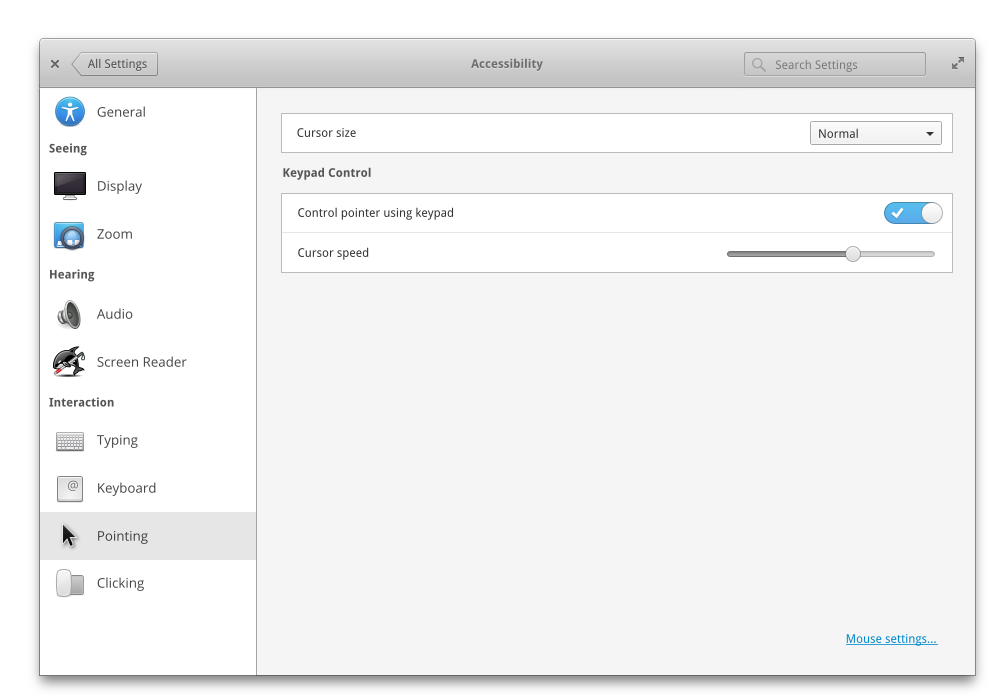 All Settings
Accessibility
Search Settings
General
Seeing
Display
Zoom
Hearing
Audio
Screen Reader
Interaction
Typing
Keyboard
@
Pointing
Clicking
Cursor size
Normal
Keypad Control
Control pointer using keypad
Cursor speed
Mouse settings...